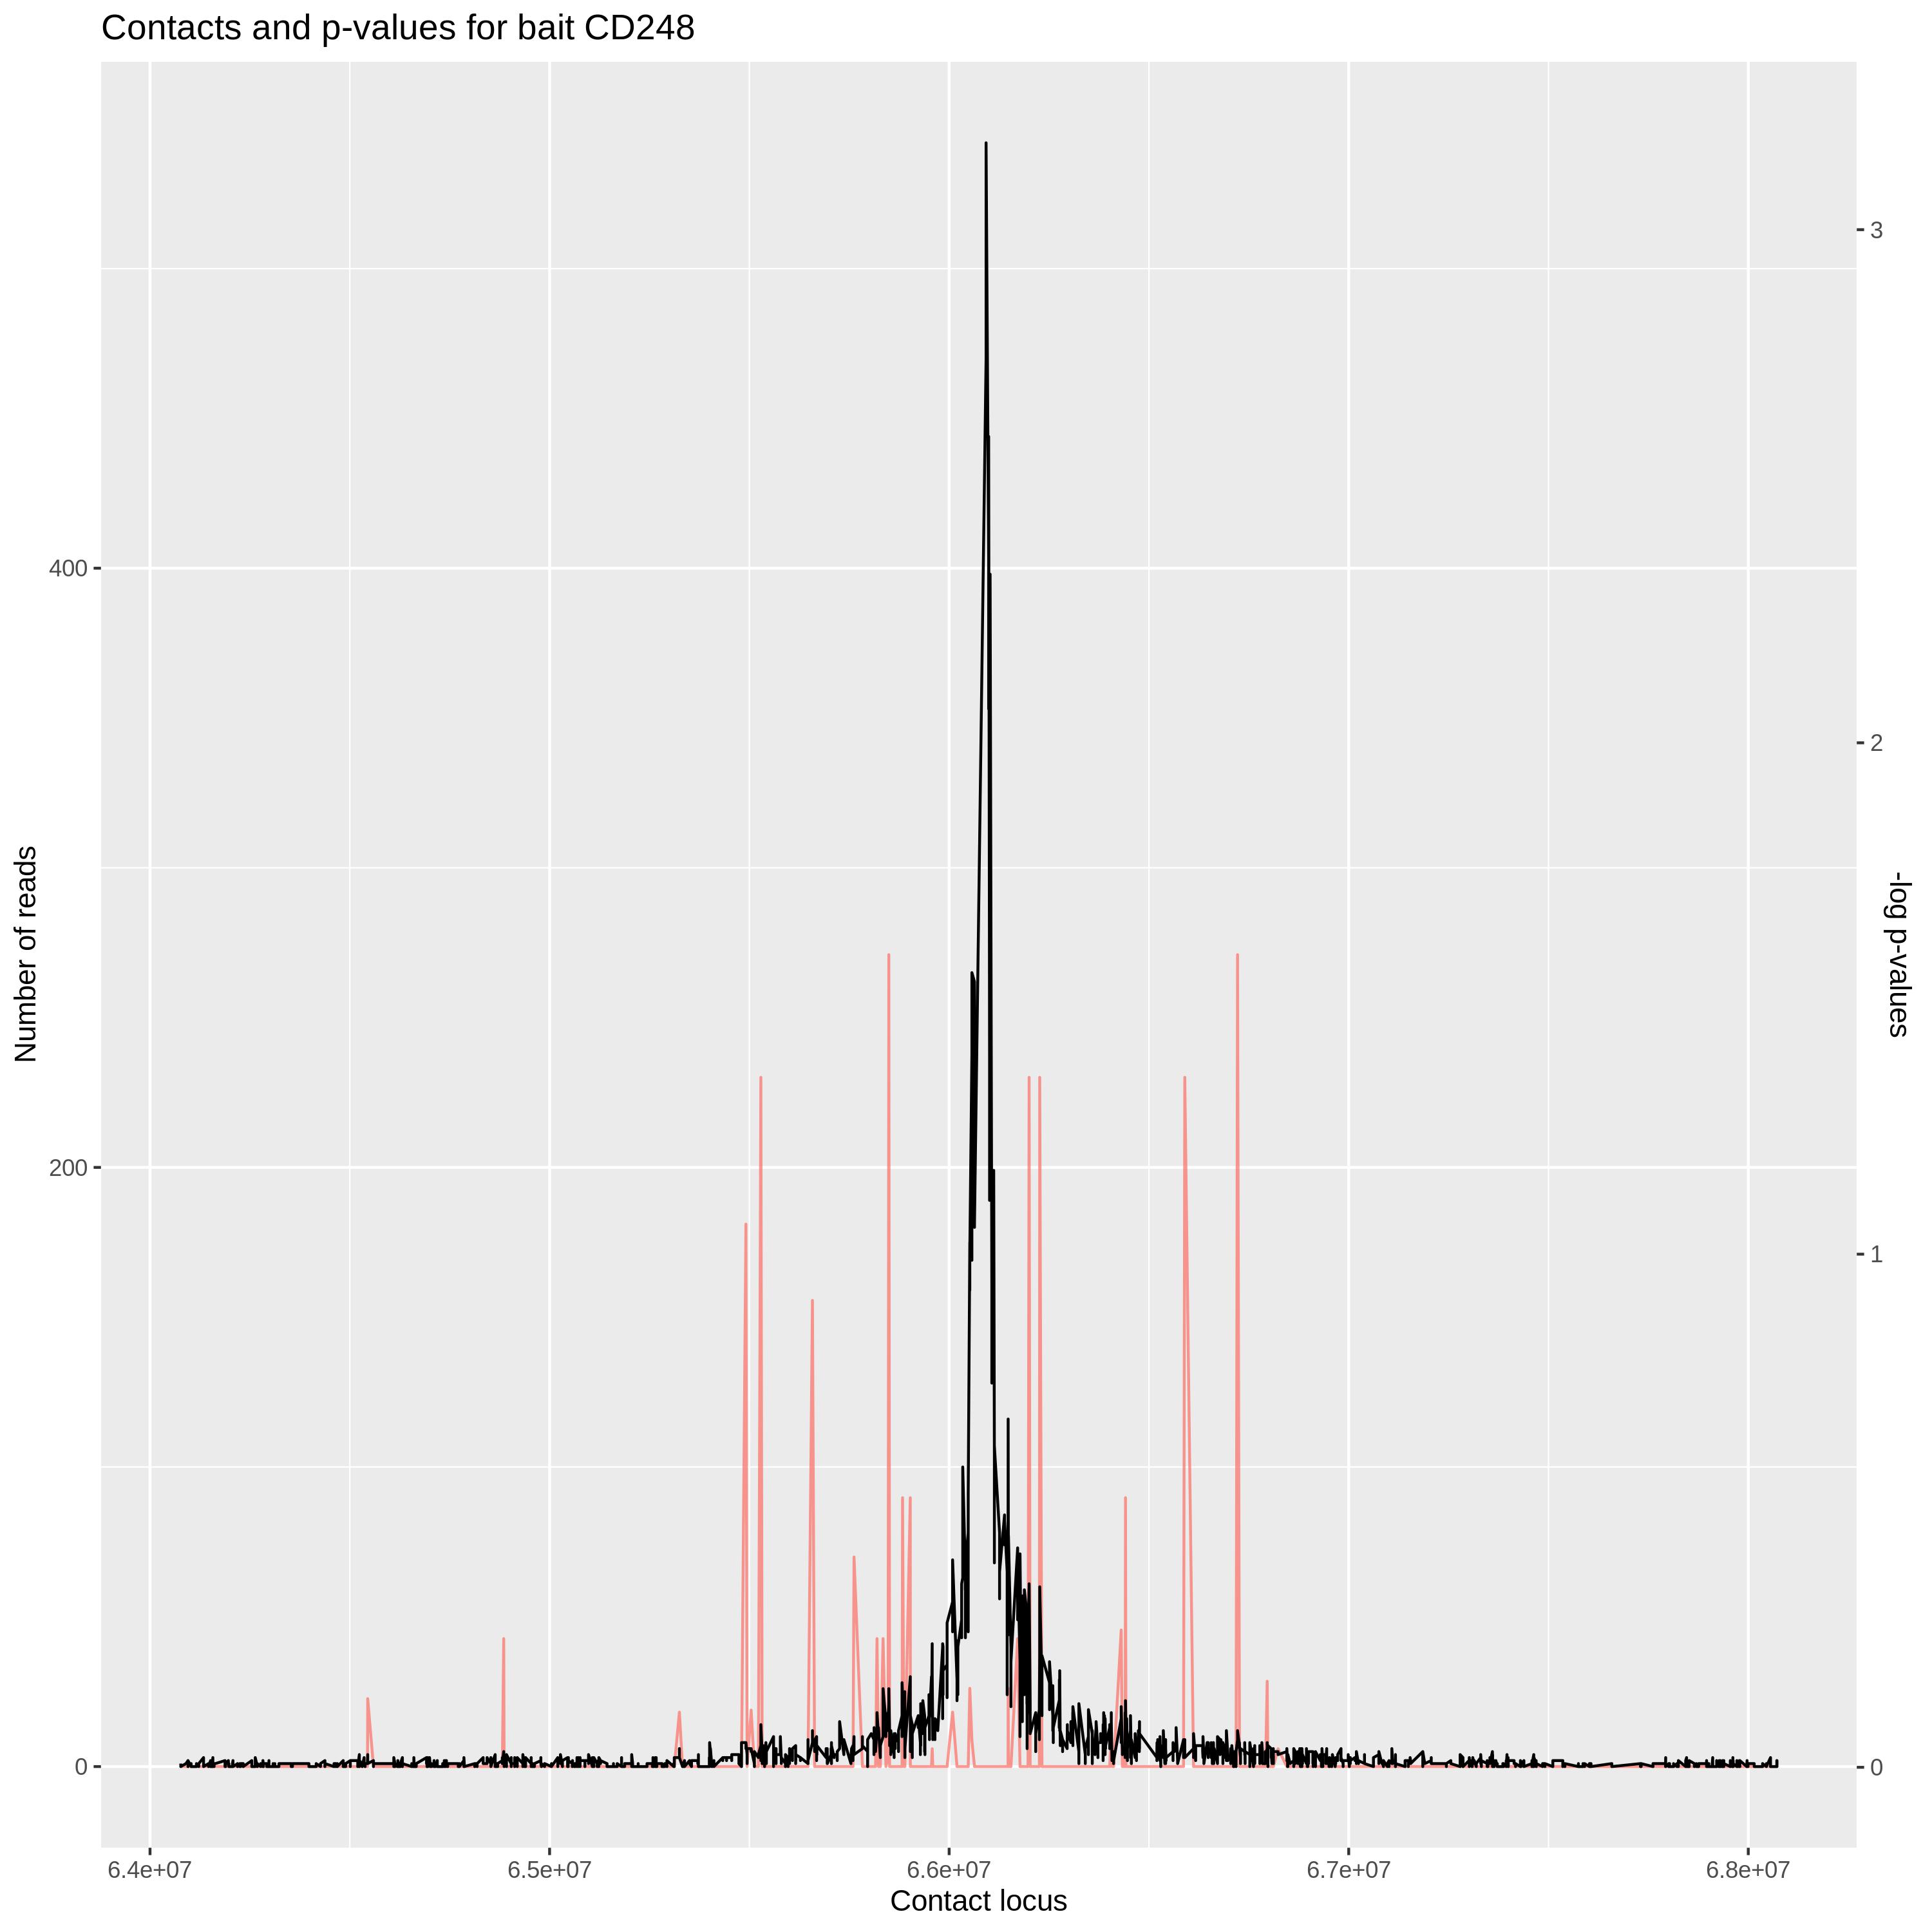 Contacts and p-values for bait CD248
Number of reads
400
200
0
3
2
1
0
-log p-values
6.4e+07
6.5e+07
6.6e+07
6.7e+07
6.8e+07
Contact locus